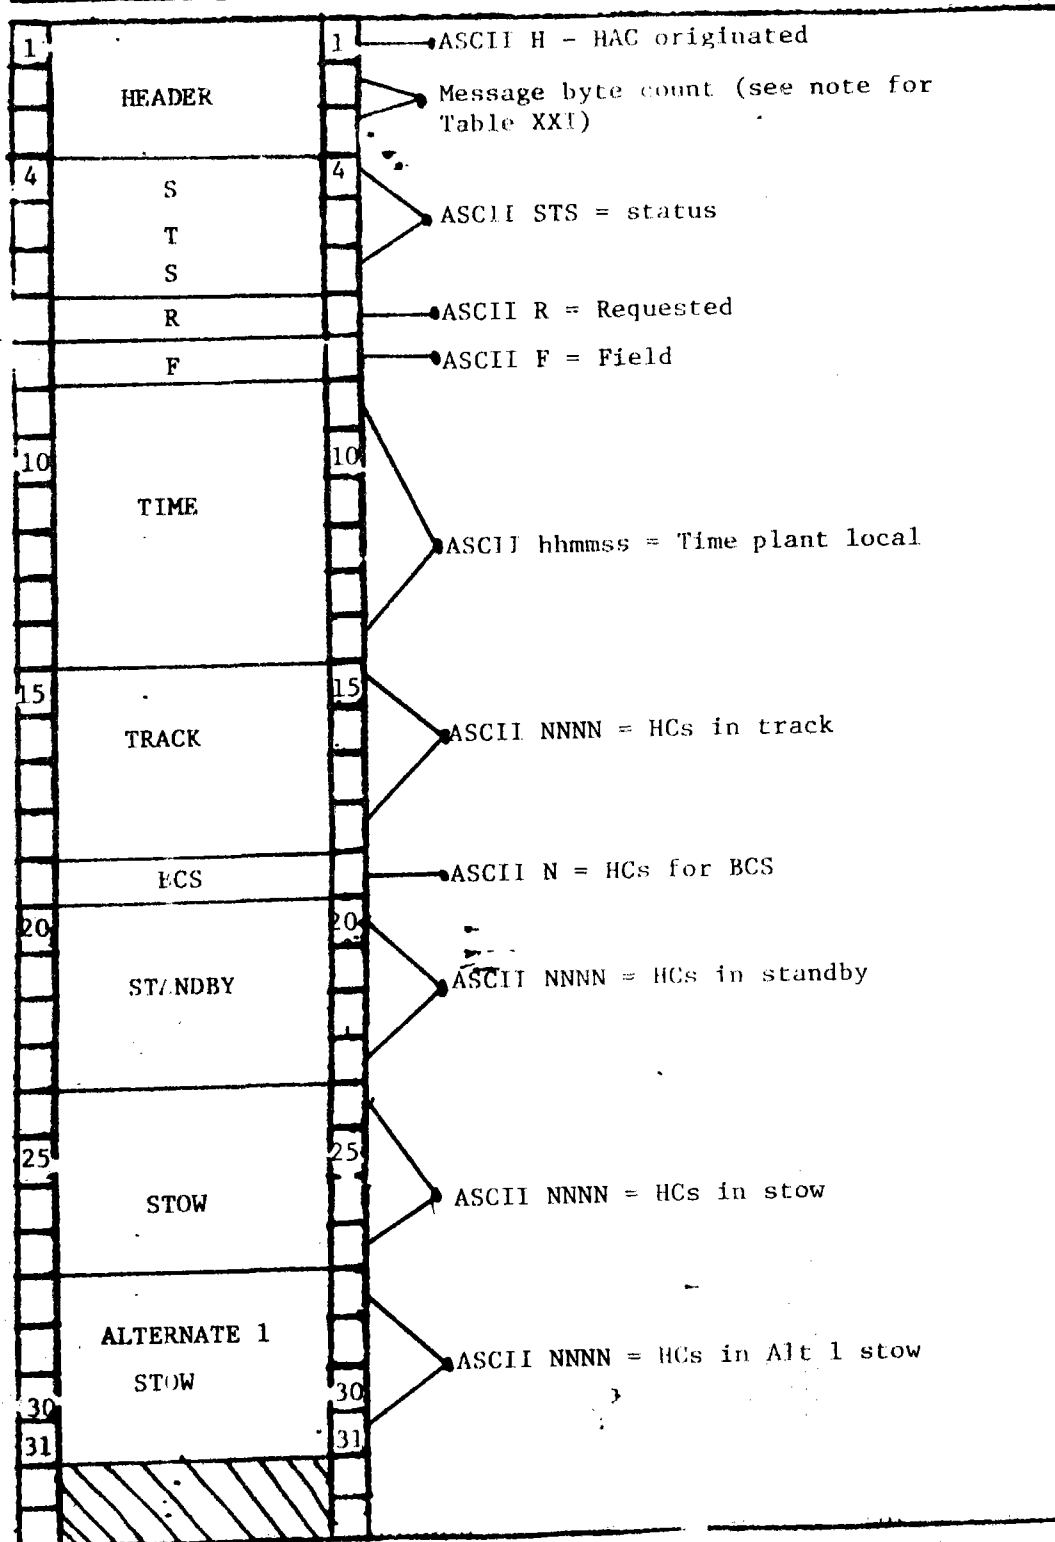 1 1 ASCII H - HAC originated
HEADER
Message byte count (see note for
Table XXI)
4 4
S
T
S
ASCII STS = status
R ASCII R = Requested
F ASCII F = Field
10 10
TIME
ASCII hhmmss = Time plant local
15 15
TRACK ASCII NNNN = HCs in track
BCS ASCII N = HCs for BCS
20 20
STANDBY ASCII NNNN = HCs in standby
25 25
STOW ASCII NNNN = HCs in stow
ALTERNATE 1
STOW
ASCII NNNN = HCs in Alt 1 stow
30 30
31 31